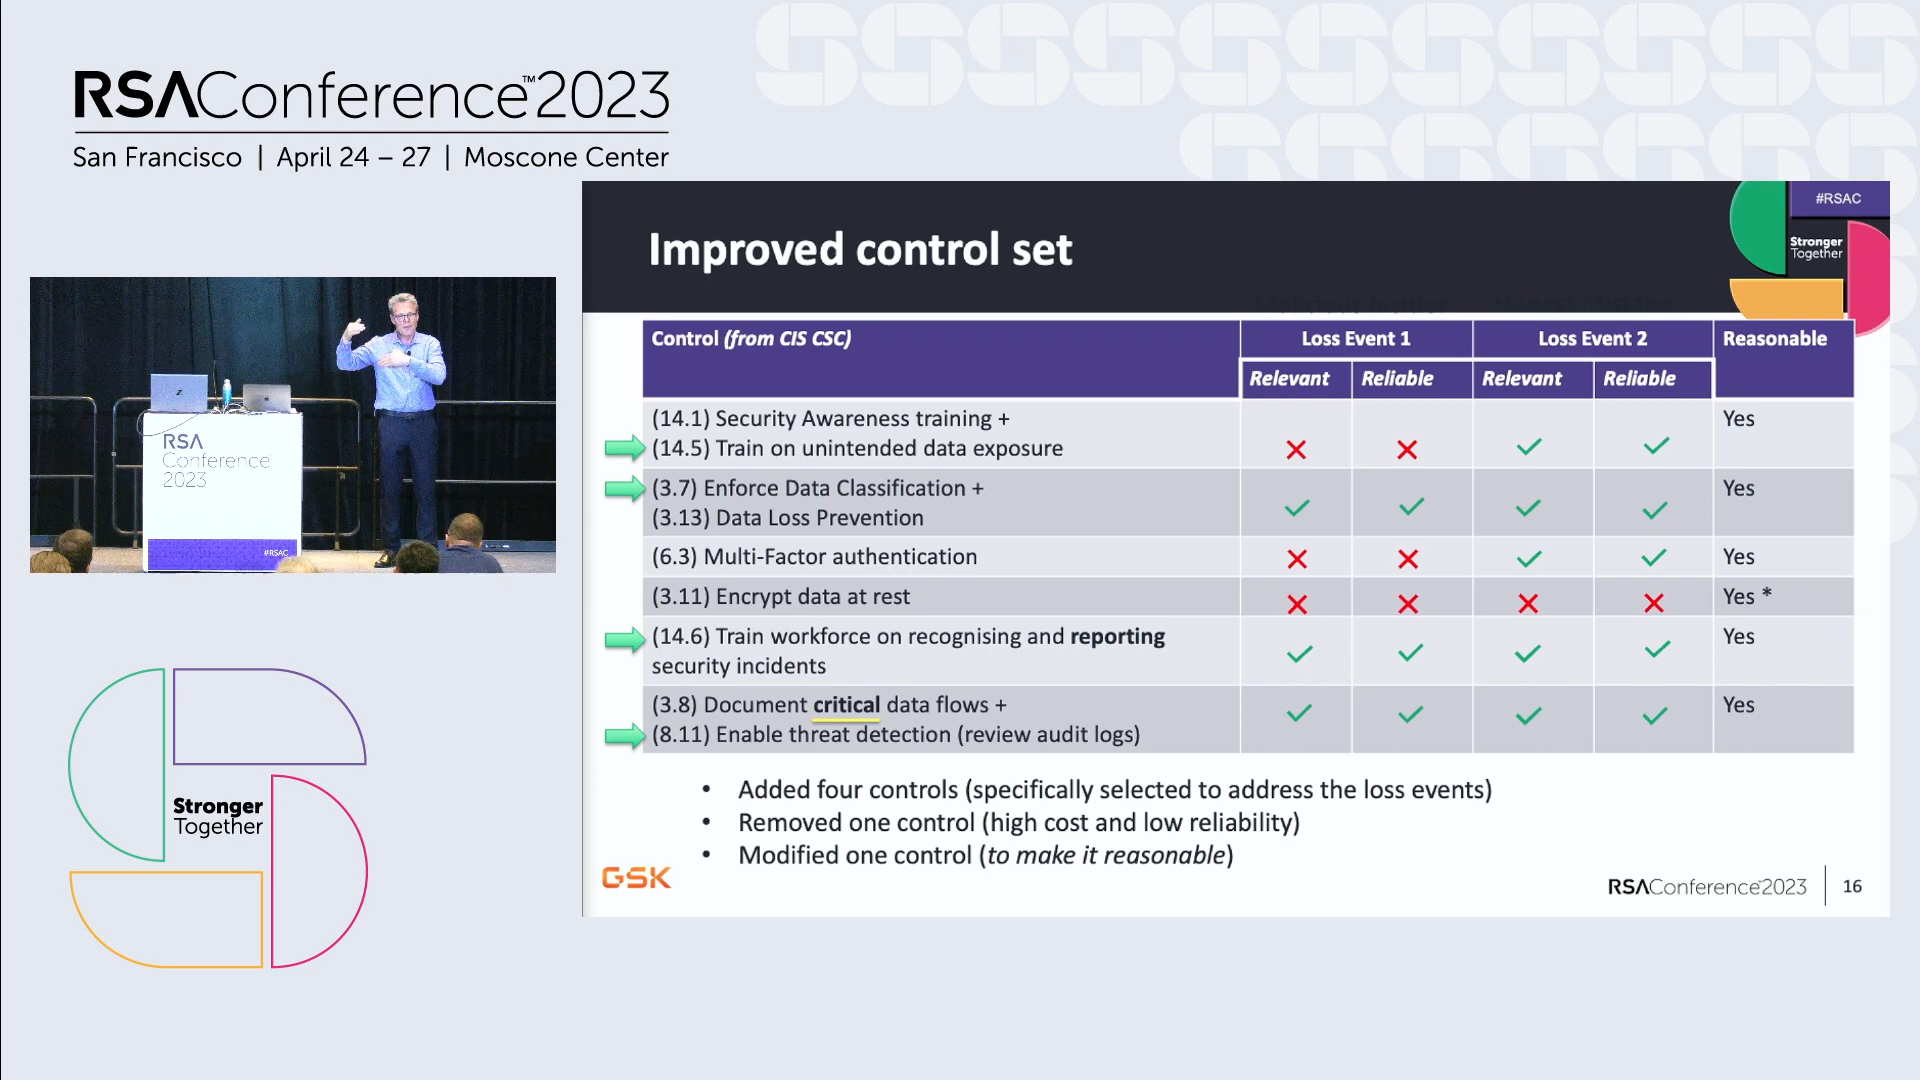 RSAConference™2023
San Francisco | April 24 – 27 | Moscone Center
#RSAC
Stronger
Together
Improved control set
Control (from CIS CSC)
Loss Event 1
Loss Event 2
Reasonable
Relevant
Reliable
Relevant
Reliable
(14.1) Security Awareness training +
(14.5) Train on unintended data exposure
Yes
(3.7) Enforce Data Classification +
(3.13) Data Loss Prevention
Yes
(6.3) Multi-Factor authentication
Yes
(3.11) Encrypt data at rest
Yes *
(14.6) Train workforce on recognising and reporting
security incidents
Yes
(3.8) Document critical data flows +
(8.11) Enable threat detection (review audit logs)
Yes
• Added four controls (specifically selected to address the loss events)
• Removed one control (high cost and low reliability)
• Modified one control (to make it reasonable)
GSK
RSAConference™2023
16
RSA
Conference
2023
#RSAC
Stronger
Together